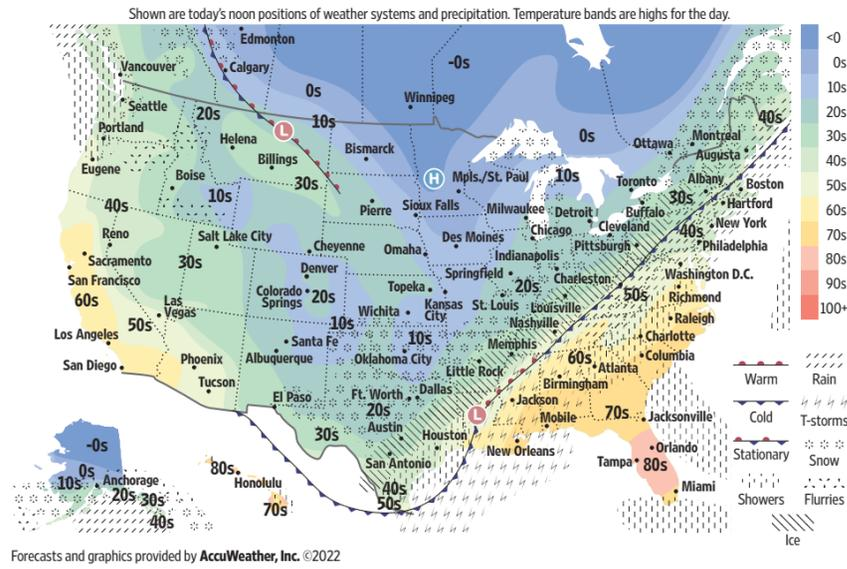 Shown are today's noon positions of weather systems and precipitation. Temperature bands are highs for the day.
Edmonton
<0
Vancouver
Calgary
-0s
0s
Seattle
0s
Winnipeg
10s
20s
10s
20s
Portland
Helena
L
Bismarck
0s
Ottawa
Montreal
40s
30s
Augusta
40s
Eugene
Billings
H
Mpls./St. Paul
10s
Toronto
Albany
Boston
50s
Boise
30s
10s
Pierre
Sioux Falls
Milwaukee
Detroit
Buffalo
30s
Hartford
60s
40s
Reno
Salt Lake City
Cheyenne
Omaha
Des Moines
Chicago
Cleveland
Pittsburgh
40s
New York
Philadelphia
70s
Sacramento
30s
Denver
Indianapolis
80s
San Francisco
Topeka
Springfield
Charleston
Washington D.C.
90s
60s
Las
Vegas
Colorado
Springs
20s
Kansas
City
St. Louis
20s
Louisville
50s
Richmond
100+
50s
Wichita
Nashville
Raleigh
Los Angeles
10s
Santa Fe
10s
Memphis
Charlotte
San Diego
Phoenix
Albuquerque
Oklahoma City
Little Rock
60s
Atlanta
Columbia
Warm
Rain
Tucson
El Paso
Ft. Worth
Dallas
Birmingham
20s
Jackson
70s
Jacksonville
Cold
T-storms
Austin
L
Mobile
30s
Houston
New Orleans
Orlando
Stationary
Snow
San Antonio
Tampa
80s
-0s
0s
10s
Anchorage
20s
30s
40s
80s
Honolulu
70s
40s
50s
Miami
Showers
Flurries
Ice
Forecasts and graphics provided by AccuWeather, Inc. ©2022